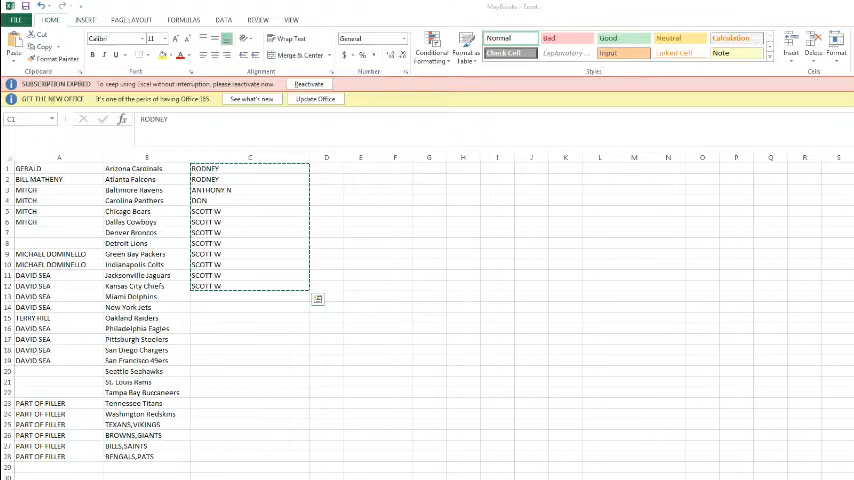 MayBreaks - Excel
FILE HOME INSERT PAGE LAYOUT FORMULAS DATA REVIEW VIEW
Paste
Cut
Copy
Format Painter
Clipboard
Calibri 11
B I U
Font
Wrap Text
Merge & Center
Alignment
General
$ % ,
Number
Conditional Formatting
Format as Table
Normal Bad Good Neutral Calculation
Check Cell Explanatory... Input Linked Cell Note
Styles
Insert Delete Format
Cells
SUBSCRIPTION EXPIRED To keep using Excel without interruption, please reactivate now. Reactivate
GET THE NEW OFFICE It's one of the perks of having Office 365. See what's new Update Office
C1 fx RODNEY
A B C D E F G H I J K L M N O P Q R S
1 GERALD Arizona Cardinals RODNEY
2 BILL MATHENY Atlanta Falcons RODNEY
3 MITCH Baltimore Ravens ANTHONY N
4 MITCH Carolina Panthers DON
5 MITCH Chicago Bears SCOTT W
6 MITCH Dallas Cowboys SCOTT W
7 Denver Broncos SCOTT W
8 Detroit Lions SCOTT W
9 MICHAEL DOMINELLO Green Bay Packers SCOTT W
10 MICHAEL DOMINELLO Indianapolis Colts SCOTT W
11 DAVID SEA Jacksonville Jaguars SCOTT W
12 DAVID SEA Kansas City Chiefs SCOTT W
13 DAVID SEA Miami Dolphins
14 DAVID SEA New York Jets
15 TERRY HILL Oakland Raiders
16 DAVID SEA Philadelphia Eagles
17 DAVID SEA Pittsburgh Steelers
18 DAVID SEA San Diego Chargers
19 DAVID SEA San Francisco 49ers
20 Seattle Seahawks
21 St. Louis Rams
22 Tampa Bay Buccaneers
23 PART OF FILLER Tennessee Titans
24 PART OF FILLER Washington Redskins
25 PART OF FILLER TEXANS,VIKINGS
26 PART OF FILLER BROWNS,GIANTS
27 PART OF FILLER BILLS,SAINTS
28 PART OF FILLER BENGALS,PATS
29
30